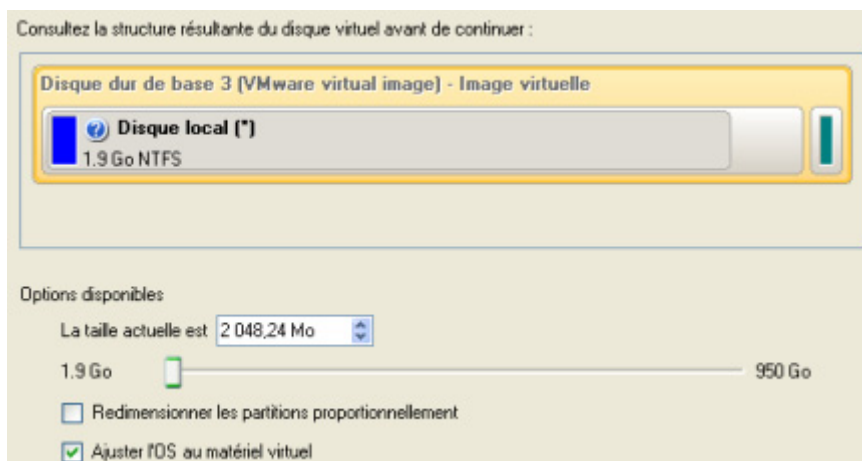 Consultez la structure résultante du disque virtuel avant de continuer :
Disque dur de base 3 (VMware virtual image) - Image virtuelle
Disque local (*)
1.9 Go NTFS
Options disponibles
La taille actuelle est 2 048,24 Mo
1.9 Go 950 Go
Redimensionner les partitions proportionnellement
Ajuster l'OS au matériel virtuel